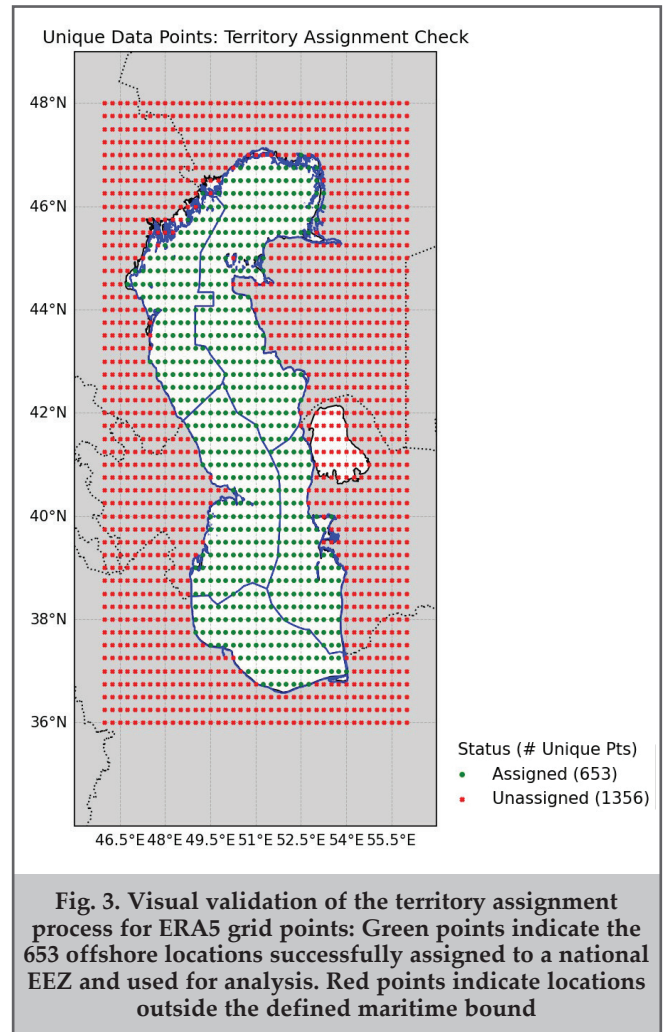 Unique Data Points: Territory Assignment Check
48°N
46°N
44°N
42°N
40°N
38°N
36°N
46.5°E 48°E 49.5°E 51°E 52.5°E 54°E 55.5°E
Status (# Unique Pts)
Assigned (653)
Unassigned (1356)
Fig. 3. Visual validation of the territory assignment
process for ERA5 grid points: Green points indicate the
653 offshore locations successfully assigned to a national
EEZ and used for analysis. Red points indicate locations
outside the defined maritime bound